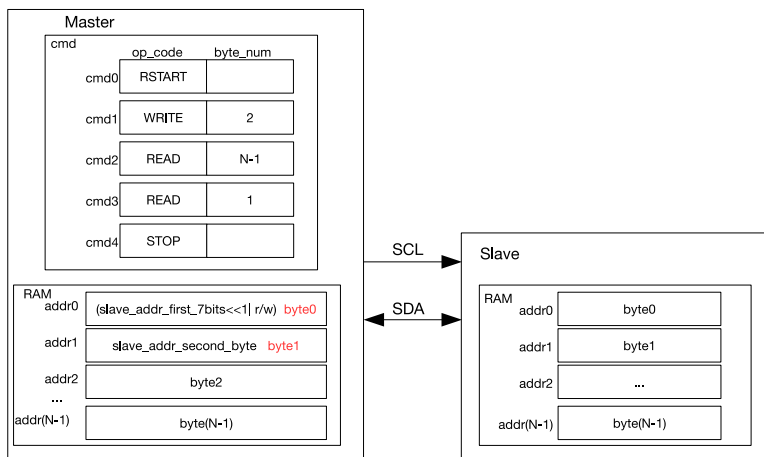 Master
cmd
op_code byte_num
cmd0 RSTART
cmd1 WRITE 2
cmd2 READ N-1
cmd3 READ 1
cmd4 STOP
SCL
SDA
RAM
addr0 (slave_addr_first_7bits<<1| r/w) byte0
addr1 slave_addr_second_byte byte1
addr2 byte2
...
addr(N-1) byte(N-1)
Slave
RAM
addr0 byte0
addr1 byte1
addr2 ...
addr(N-1) byte(N-1)